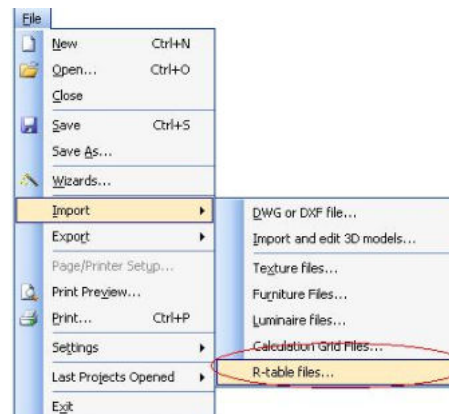 File
New Ctrl+N
Open... Ctrl+O
Close
Save Ctrl+S
Save As...
Wizards...
Import
Export
Page/Printer Setup...
Print Preview...
Print... Ctrl+P
Settings
Last Projects Opened
Exit
DWG or DXF file...
Import and edit 3D models...
Texture files...
Furniture Files...
Luminaire files...
Calculation Grid Files...
R-table files...